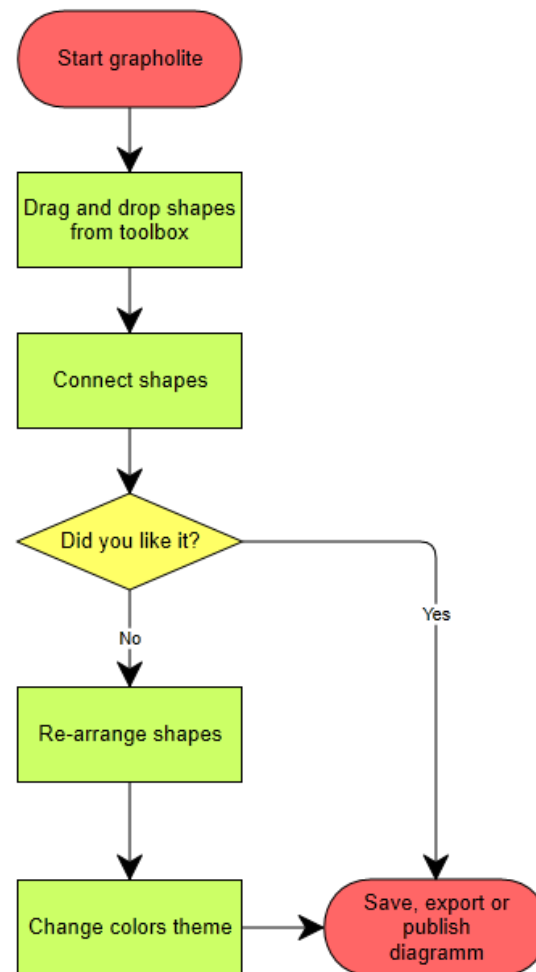 Start grapholite
Drag and drop shapes
from toolbox
Connect shapes
Did you like it?
Yes
No
Re-arrange shapes
Change colors theme
Save, export or
publish
diagramm